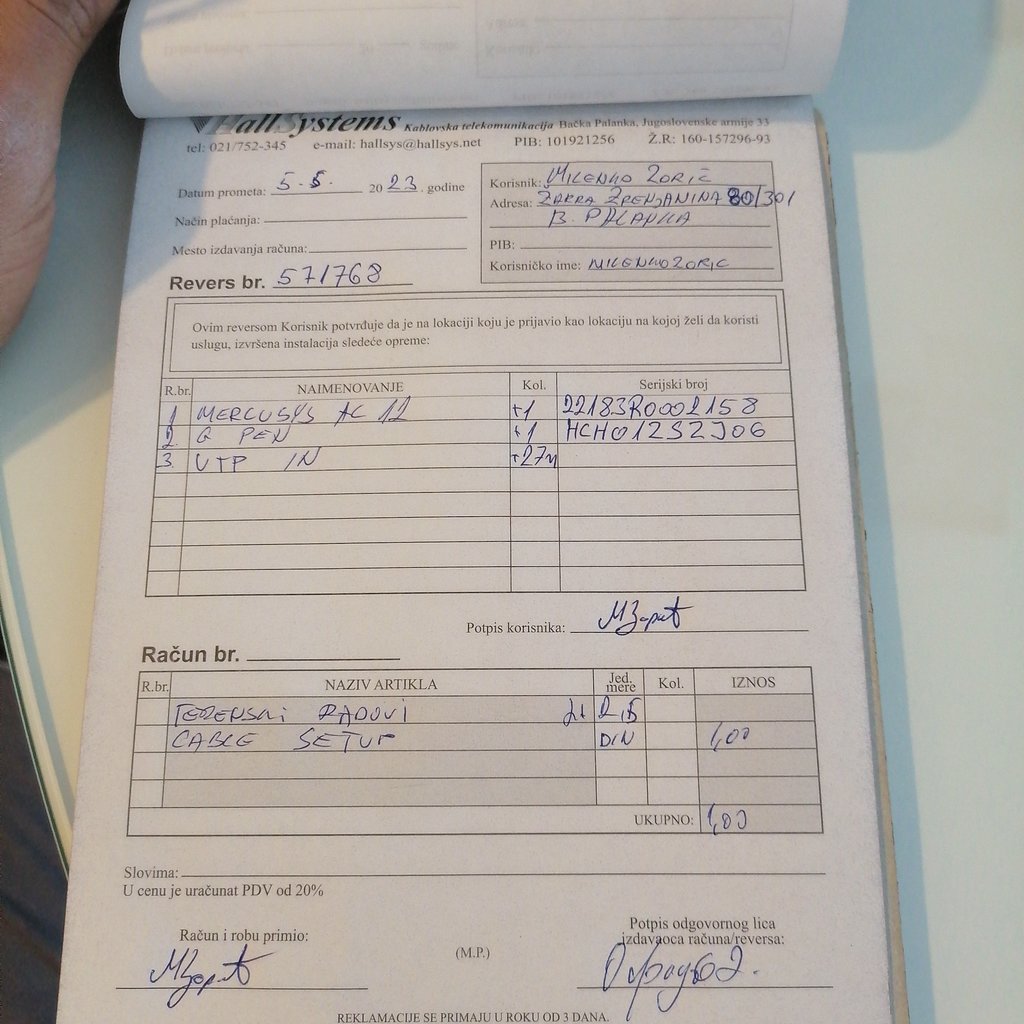 HallSystems Kablovska telekomunikacija Bačka Palanka, Jugoslovenske armije 33
tel: 021/752-345 e-mail: hallsys@hallsys.net PIB: 101921256 Ž.R: 160-157296-93
Datum prometa: 5.5. 2023. godine
Korisnik: MILENKO ZORIĆ
Adresa: ŽARKA ZRENJANINA 80/301
B. PALANKA
Način plaćanja:
Mesto izdavanja računa:
PIB:
Korisničko ime: MILENKOZORIC
Revers br. 571768
Ovim reversom Korisnik potvrđuje da je na lokaciji koju je prijavio kao lokaciju na kojoj želi da koristi
uslugu, izvršena instalacija sledeće opreme:
R.br. NAIMENOVANJE Kol. Serijski broj
1 MERCUSYS AC 12 +1 22183R0002158
2 G PEN +1 HCH012S2J06
3. UTP IN +27m
Potpis korisnika:
Račun br.
R.br. NAZIV ARTIKLA Jed. mere Kol. IZNOS
TERENSKI RADOVI
CABLE SETUP DIN 1,00
UKUPNO: 1,00
Slovima:
U cenu je uračunat PDV od 20%
Račun i robu primio:
(M.P.)
Potpis odgovornog lica
izdavaoca računa/reversa:
REKLAMACIJE SE PRIMAJU U ROKU OD 3 DANA.